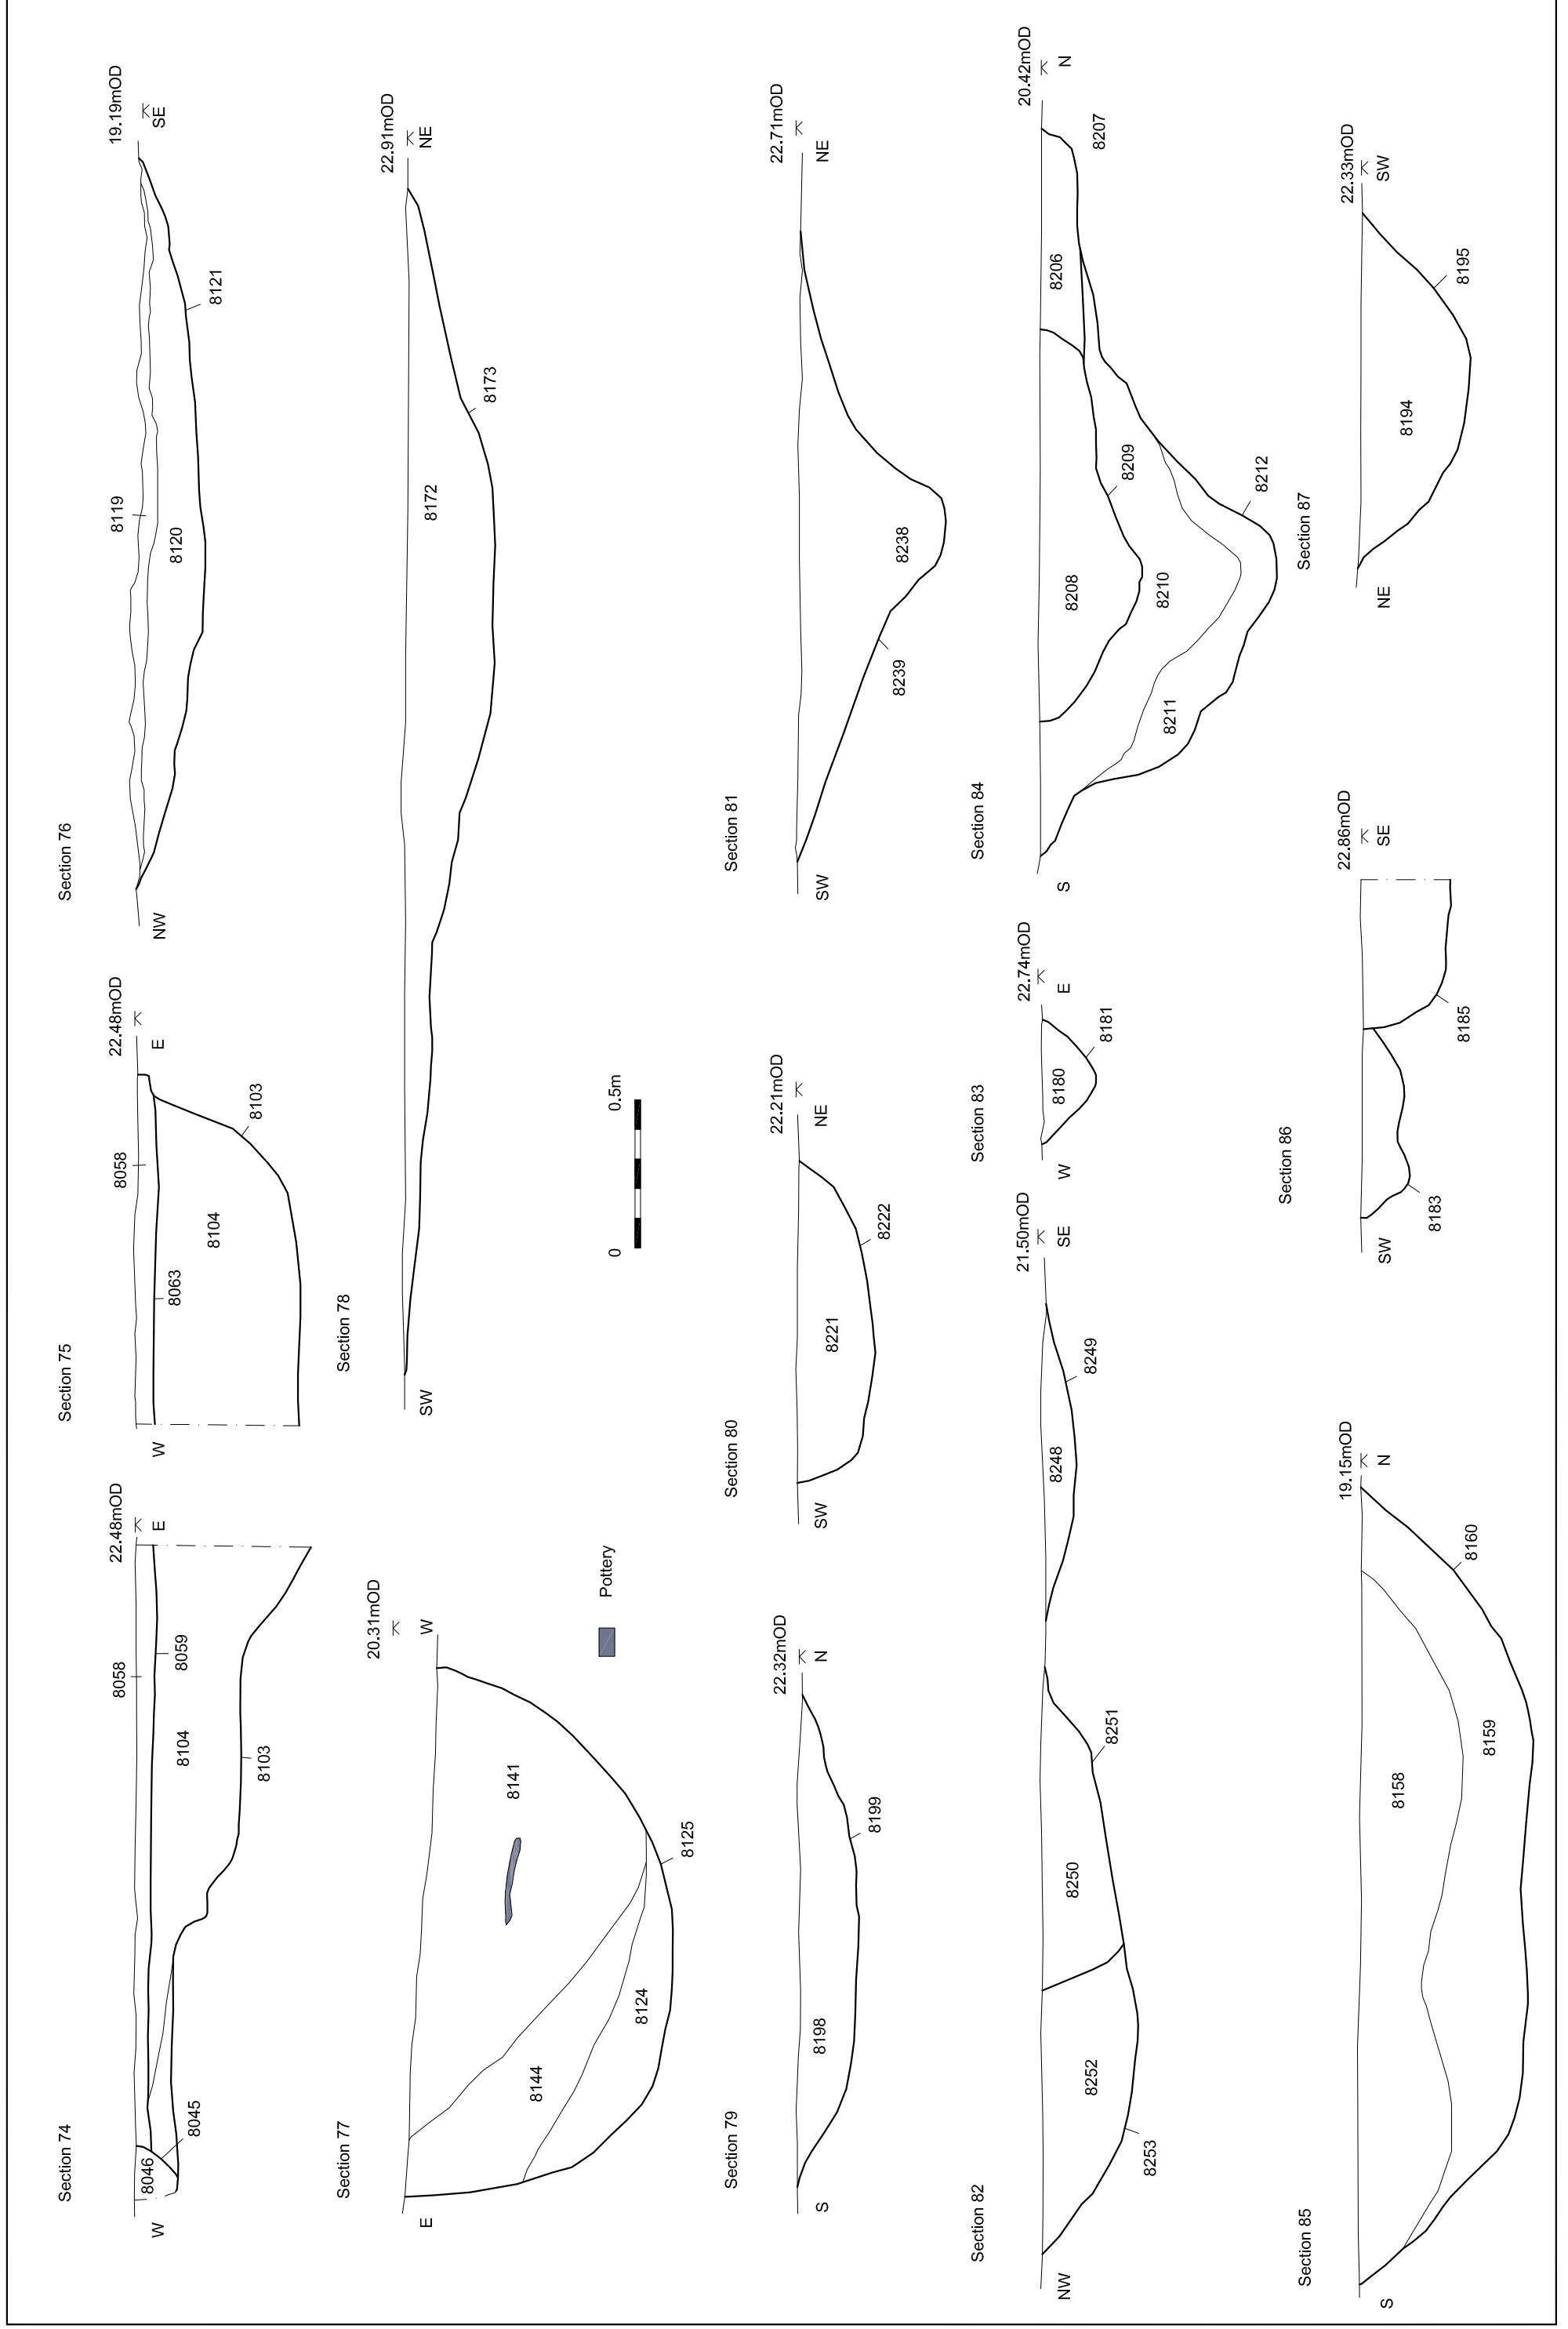 Section 74
22.48mOD
W
E
8046
8045
8058
8059
8104
8103
Section 75
22.48mOD
W
E
8058
8063
8104
8103
Section 76
19.19mOD
NW
SE
8119
8120
8121
Section 77
20.31mOD
E
W
8141
8144
8124
8125
Pottery
Section 78
22.91mOD
SW
NE
8172
8173
0
0.5m
Section 79
22.32mOD
S
N
8198
8199
Section 80
22.21mOD
SW
NE
8221
8222
Section 81
22.71mOD
SW
NE
8238
8239
Section 82
21.50mOD
NW
SE
8252
8253
8250
8251
8248
8249
Section 83
22.74mOD
W
E
8180
8181
Section 84
20.42mOD
S
N
8206
8207
8208
8209
8210
8211
8212
Section 85
19.15mOD
S
N
8158
8159
8160
Section 86
22.86mOD
SW
SE
8183
8185
Section 87
22.33mOD
NE
SW
8194
8195